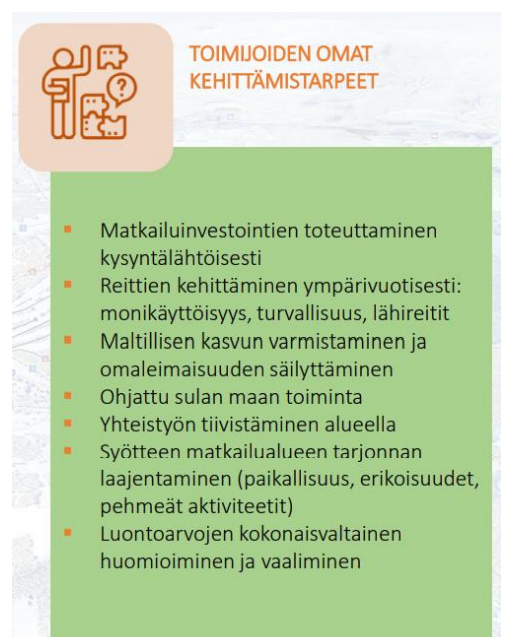 TOIMIJOIDEN OMAT
KEHITTÄMISTARPEET
?
▪ Matkailuinvestointien toteuttaminen
kysyntälähtöisesti
▪ Reittien kehittäminen ympärivuotisesti:
monikäyttöisyys, turvallisuus, lähireitit
▪ Maltillisen kasvun varmistaminen ja
omaleimaisuuden säilyttäminen
▪ Ohjattu sulan maan toiminta
▪ Yhteistyön tiivistäminen alueella
▪ Syötteen matkailualueen tarjonnan
laajentaminen (paikallisuus, erikoisuudet,
pehmeät aktiviteetit)
▪ Luontoarvojen kokonaisvaltainen
huomioiminen ja vaaliminen